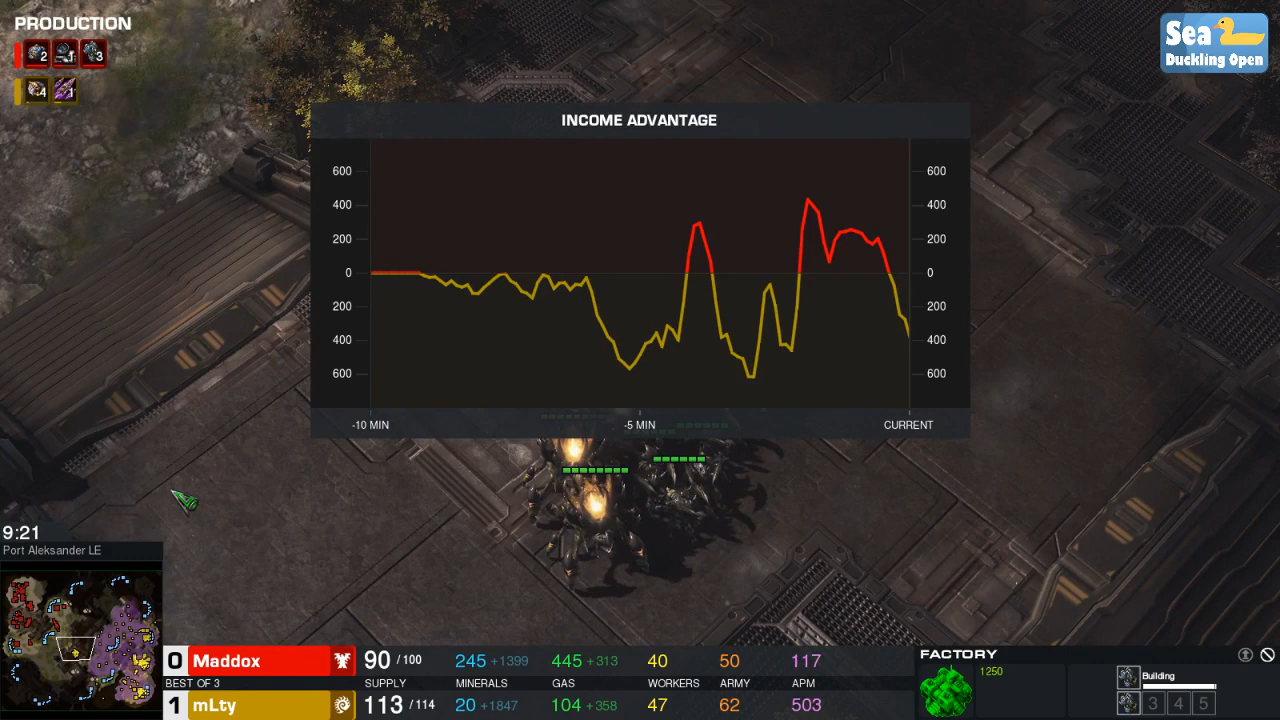 PRODUCTION
2 1 3
4 1
Sea
Duckling Open
INCOME ADVANTAGE
600 600
400 400
200 200
0 0
200 200
400 400
600 600
-10 MIN -5 MIN CURRENT
9:21
Port Aleksander LE
0 Maddox 90 / 100 245 +1399 445 +313 40 50 117
BEST OF 3 SUPPLY MINERALS GAS WORKERS ARMY APM
1 mLty 113 / 114 20 +1847 104 +358 47 62 503
FACTORY
1250
Building
3 4 5